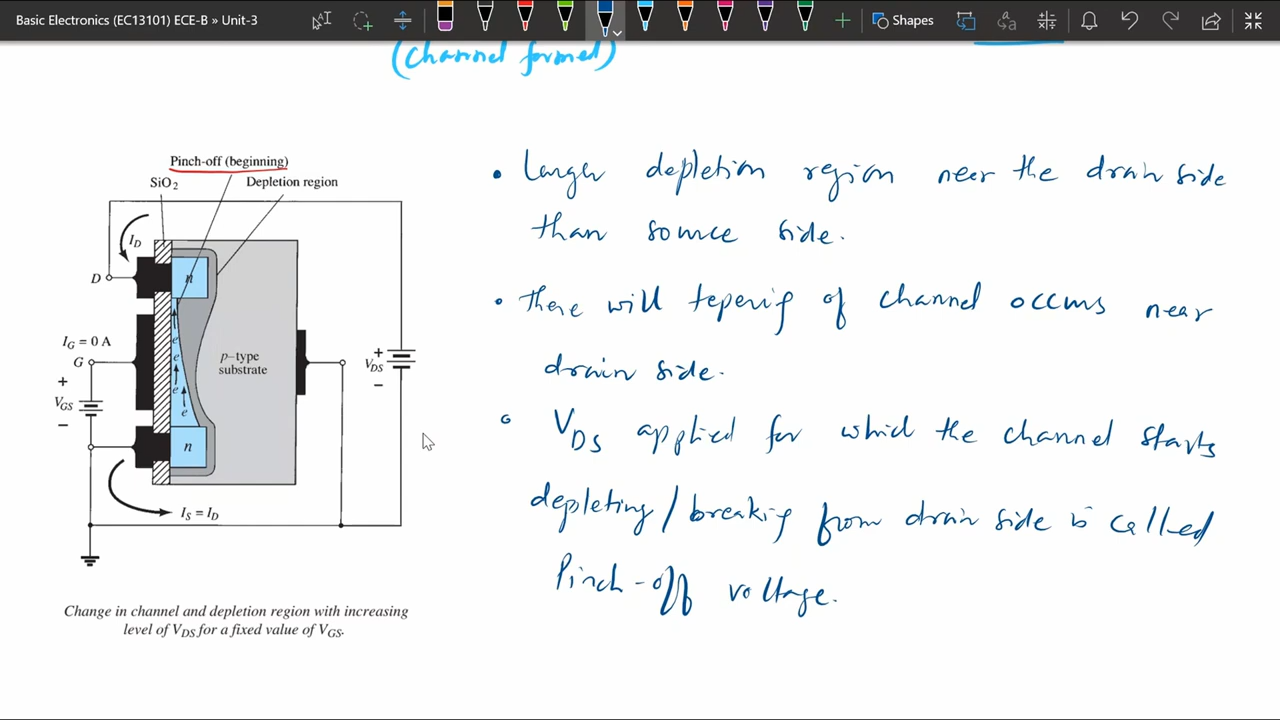 Basic Electronics (EC13101) ECE-B » Unit-3
Shapes
(Channel formed)
Pinch-off (beginning)
SiO2
Depletion region
ID
D
n
IG = 0 A
G
p-type
substrate
e
e
e
e
+
VGS
−
+
VDS
−
n
IS = ID
Change in channel and depletion region with increasing
level of VDS for a fixed value of VGS.
• Larger depletion region near the drain side
than source side.
• There will tepering of channel occurs near
drain side.
• VDS applied for which the channel starts
depleting/breaking from drain side is called
Pinch-off voltage.